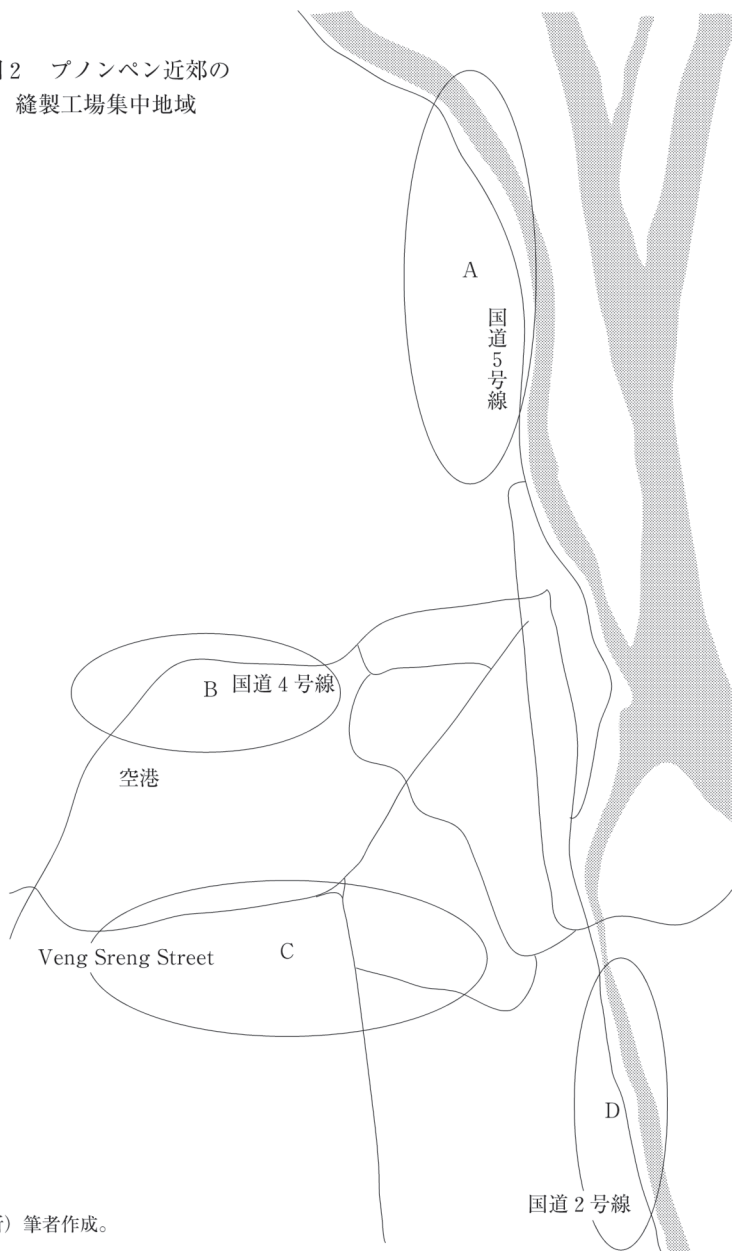 2 プノンペン近郊の
縫製工場集中地域
A
国道5号線
B 国道4号線
空港
Veng Sreng Street
C
D
国道2号線
）筆者作成。